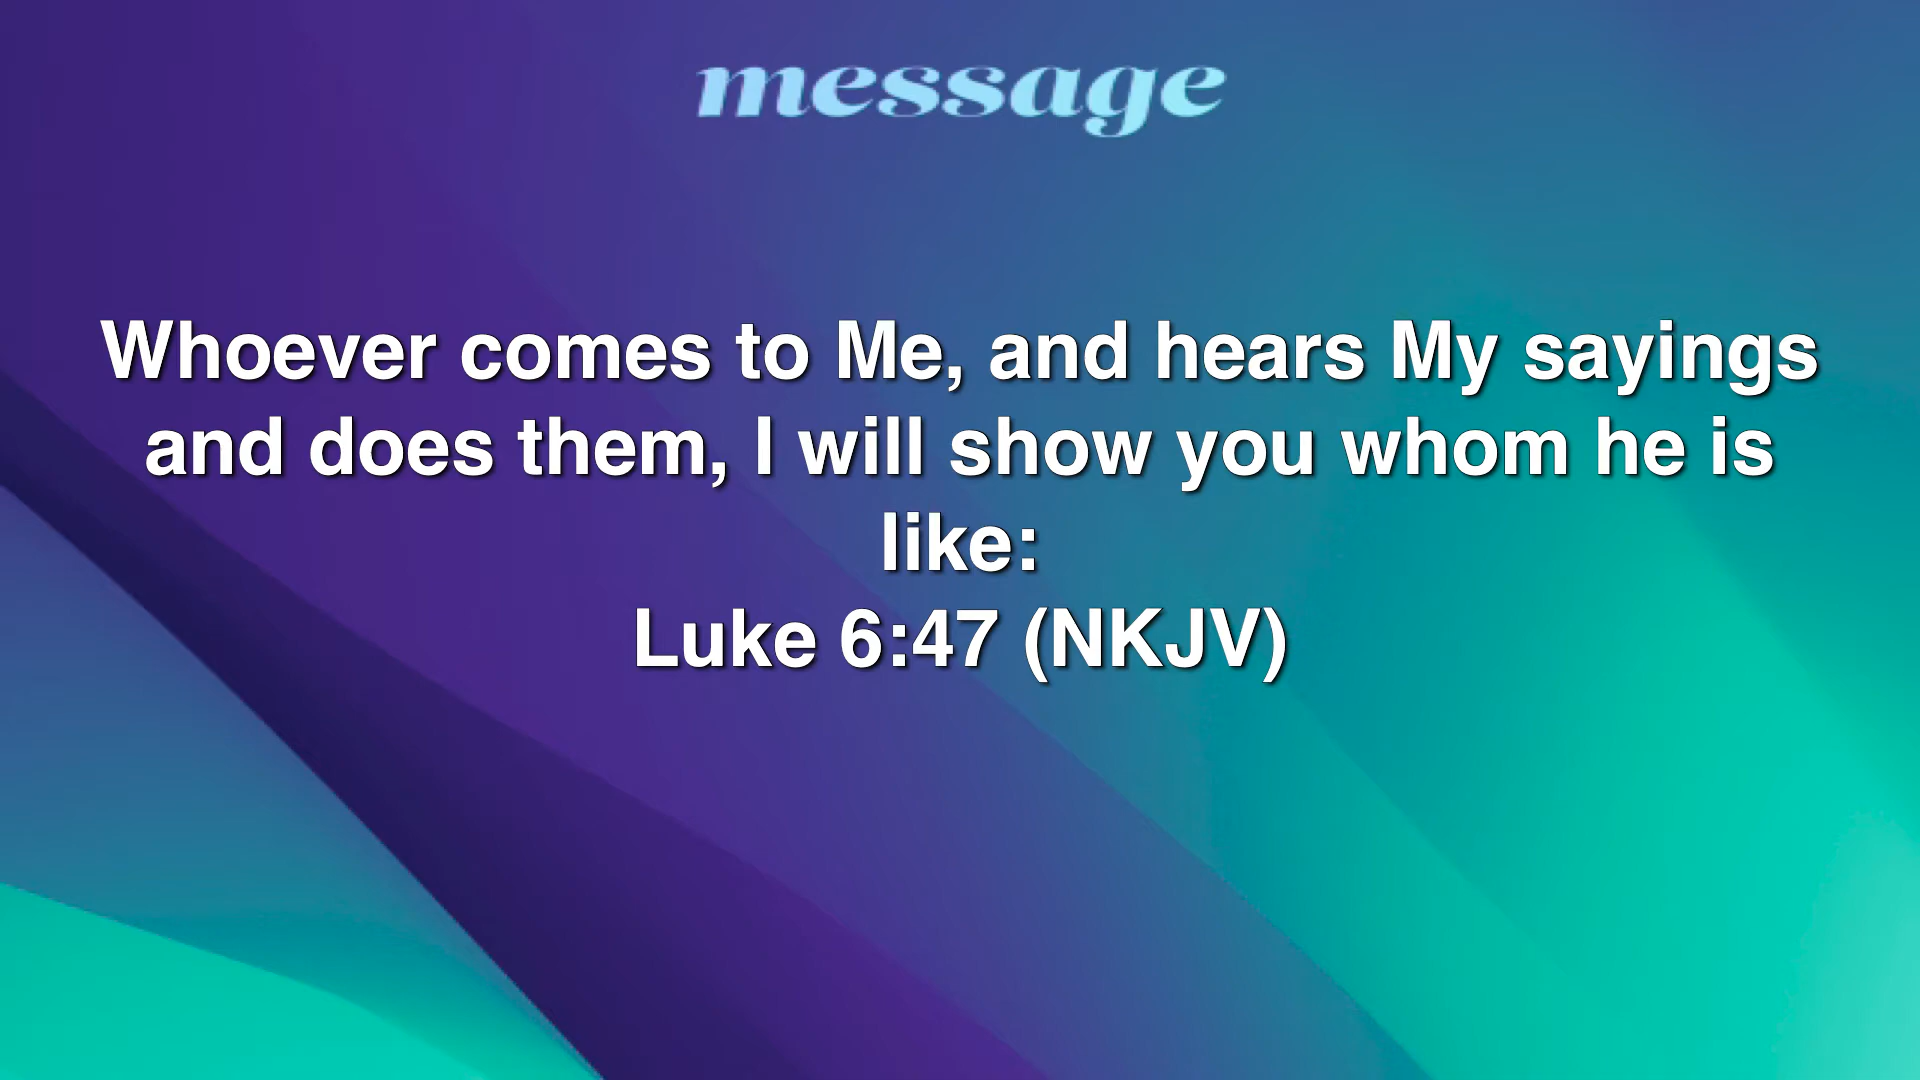 message
Whoever comes to Me, and hears My sayings
and does them, I will show you whom he is
like:
Luke 6:47 (NKJV)